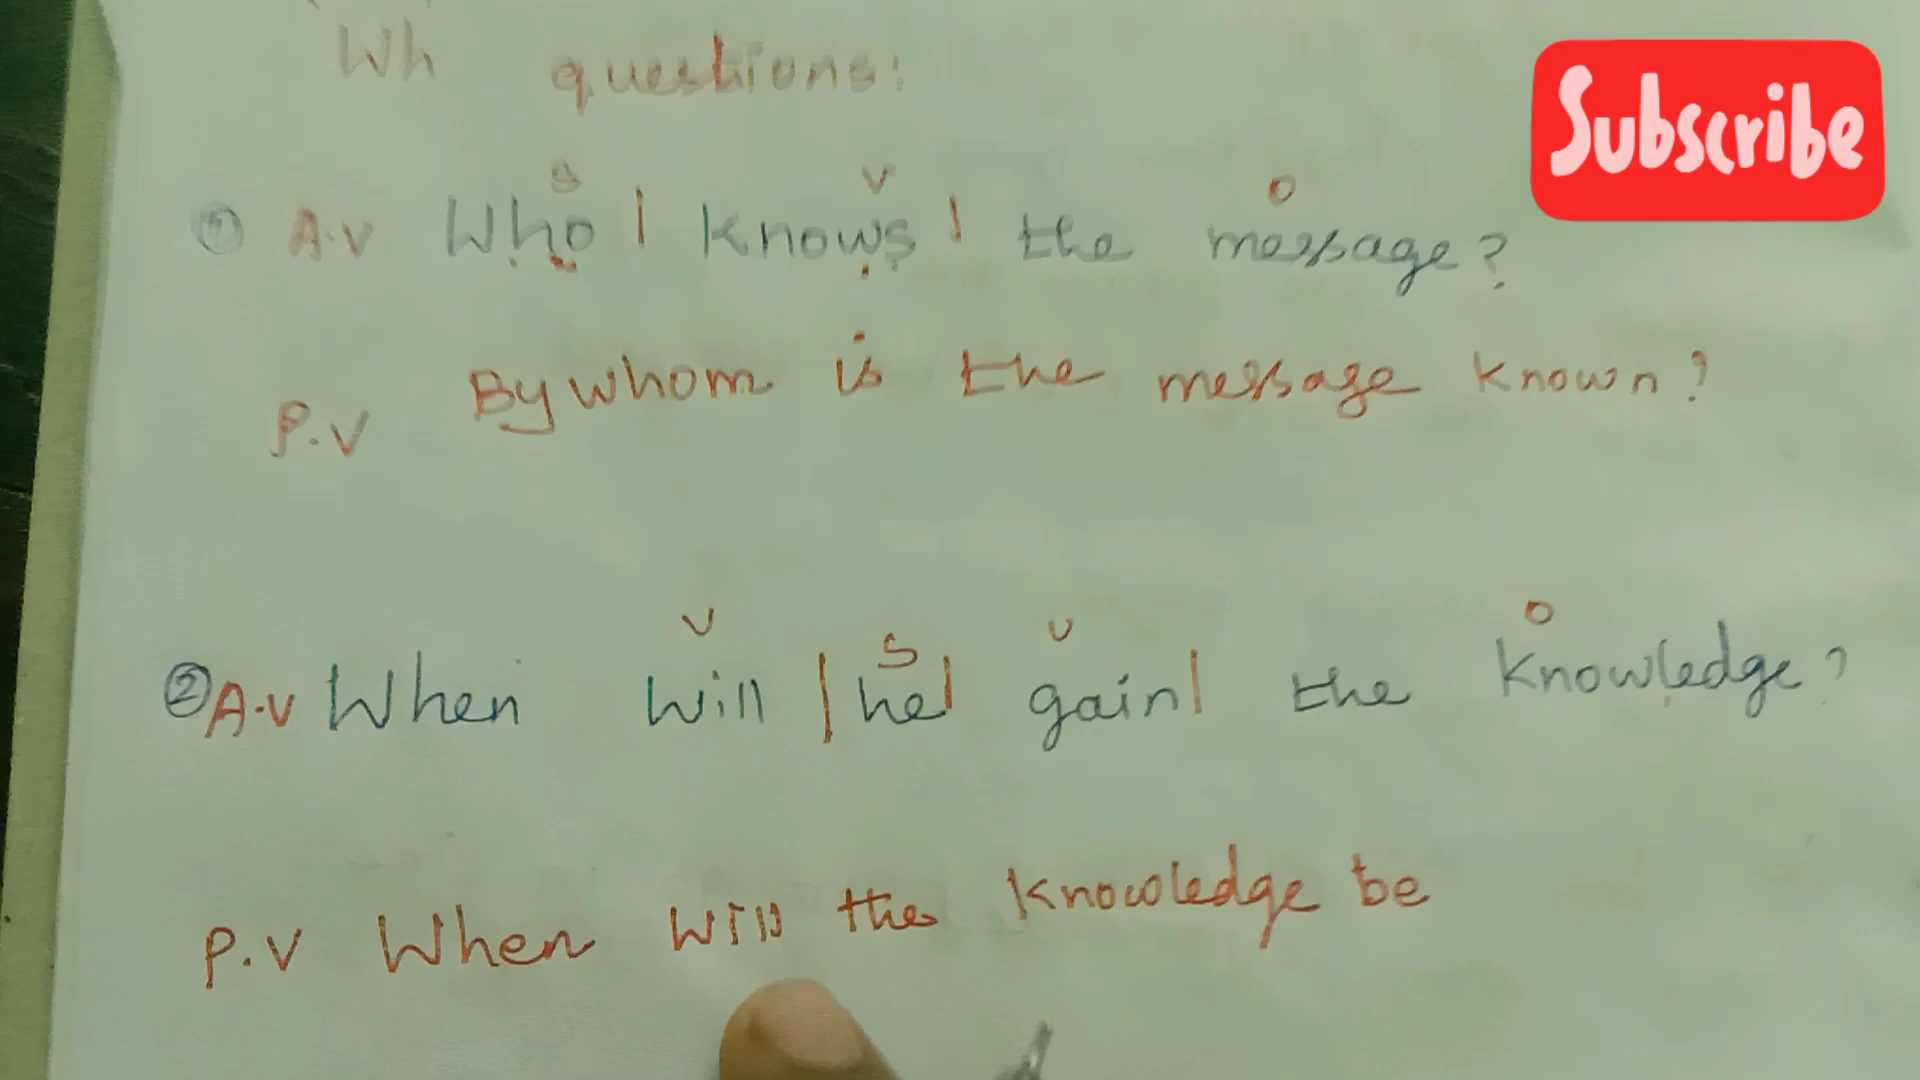 Wh questions:
Subscribe
S V O
① A.V Who | knows | the message?
P.V By whom is the message known?
V S V O
② A.V When will | he | gain | the knowledge?
P.V When will the knowledge be